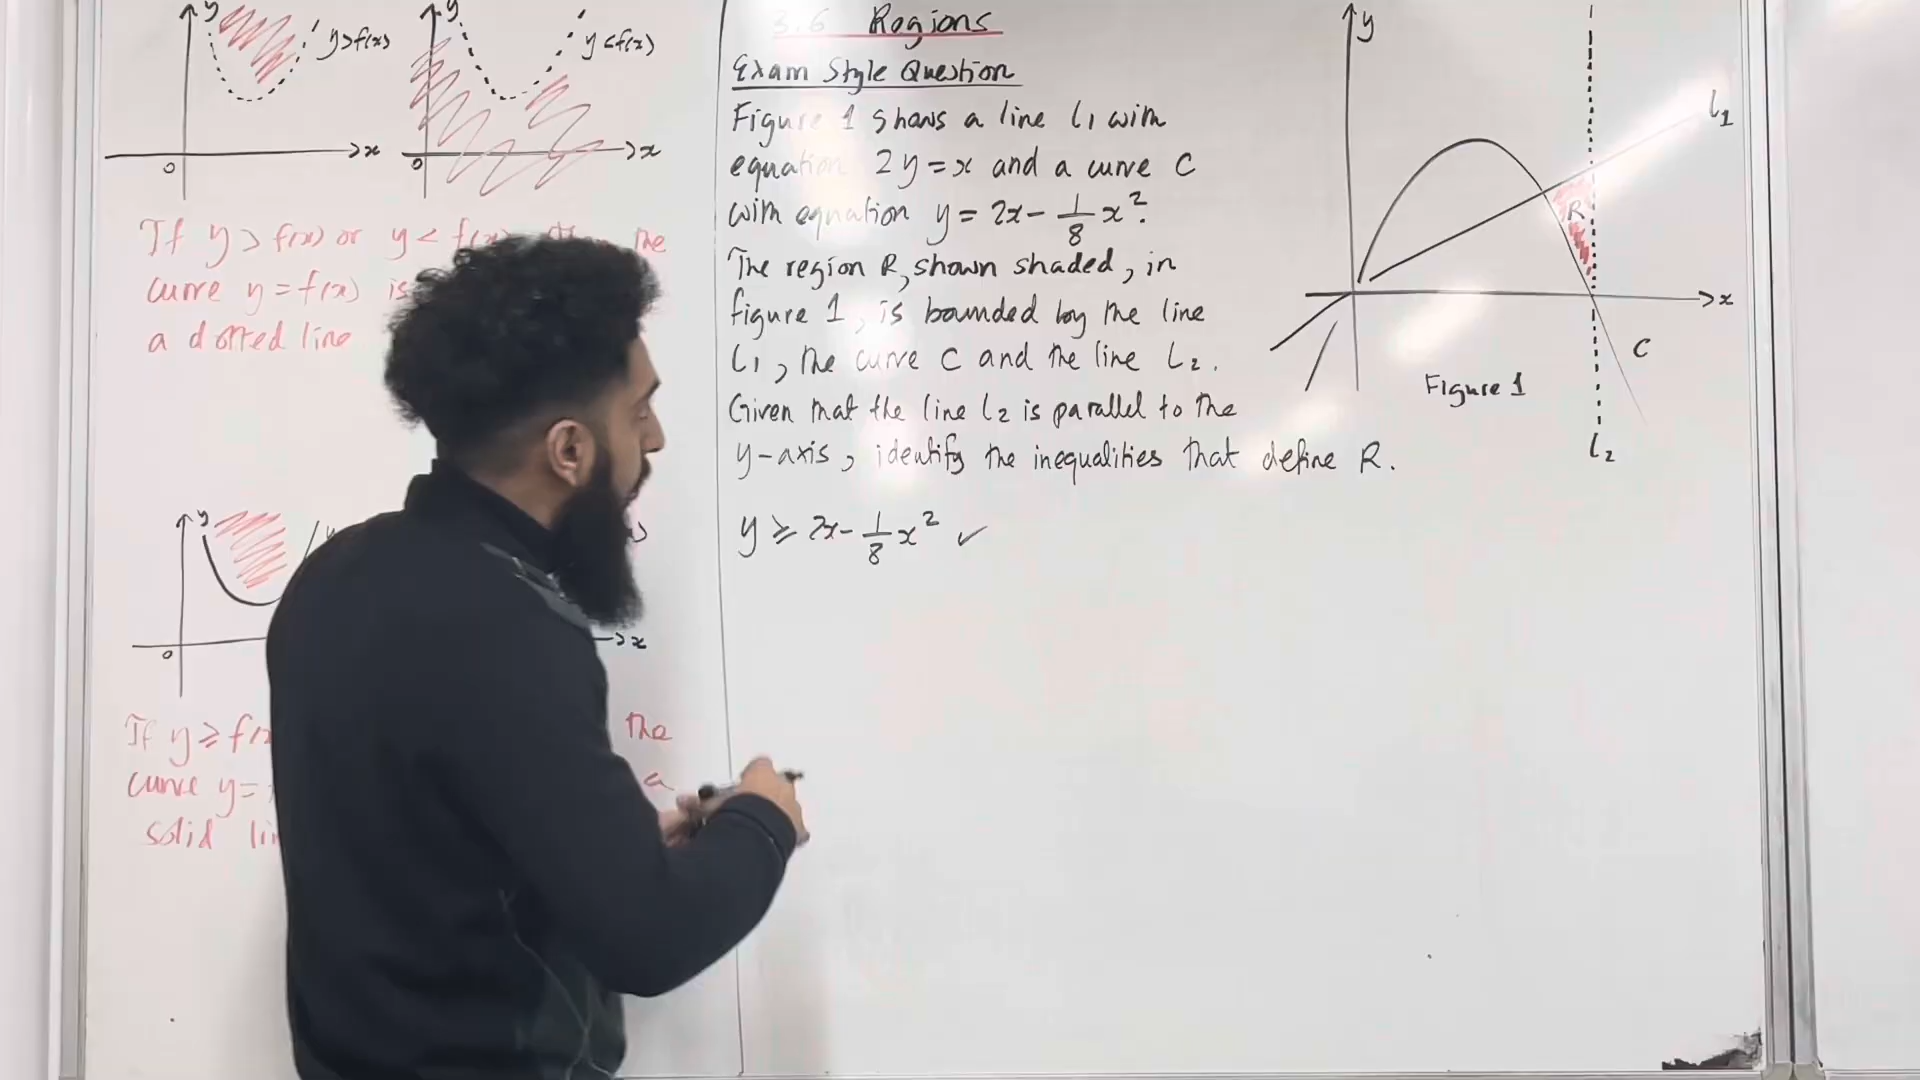 y
y>f(x)
x
0
y
y<f(x)
x
0
If y > f(x) or y < f(x) the
curve y=f(x) is
a dotted line
y
x
0
If y ≥ the
curve y= a
solid
3.6 Regions
Exam Style Question
Figure 1 shows a line l1 with
equation 2y=x and a curve C
with equation y = 2x - 1/8 x².
The region R, shown shaded, in
figure 1, is bounded by the line
l1, the curve C and the line L2.
Given that the line l2 is parallel to the
y-axis, identify the inequalities that define R.
y ≥ 2x - 1/8 x² ✓
y
l1
R
x
C
Figure 1
l2